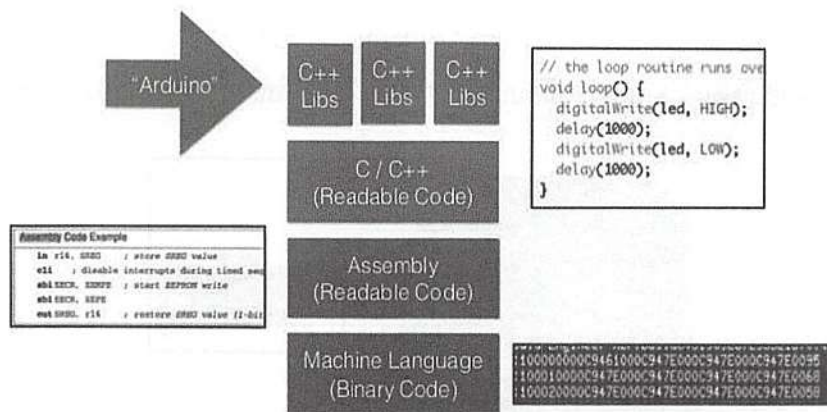 "Arduino"
C++
Libs
C++
Libs
C++
Libs
// the loop routine runs ove
void loop() {
digitalWrite(led, HIGH);
delay(1000);
digitalWrite(led, LOW);
delay(1000);
}
C / C++
(Readable Code)
Assembly Code Example
in r16, SREG ; store SREG value
cli ; disable interrupts during timed seq
sbi EECR, EEMPE ; start EEPROM write
sbi EECR, EEPE
out SREG, r16 ; restore SREG value (I-bit
Assembly
(Readable Code)
Machine Language
(Binary Code)
:100000000C9461000C947E000C947E000C947E0095
:100010000C947E000C947E000C947E000C947E0068
:100020000C947E000C947E000C947E000C947E0058